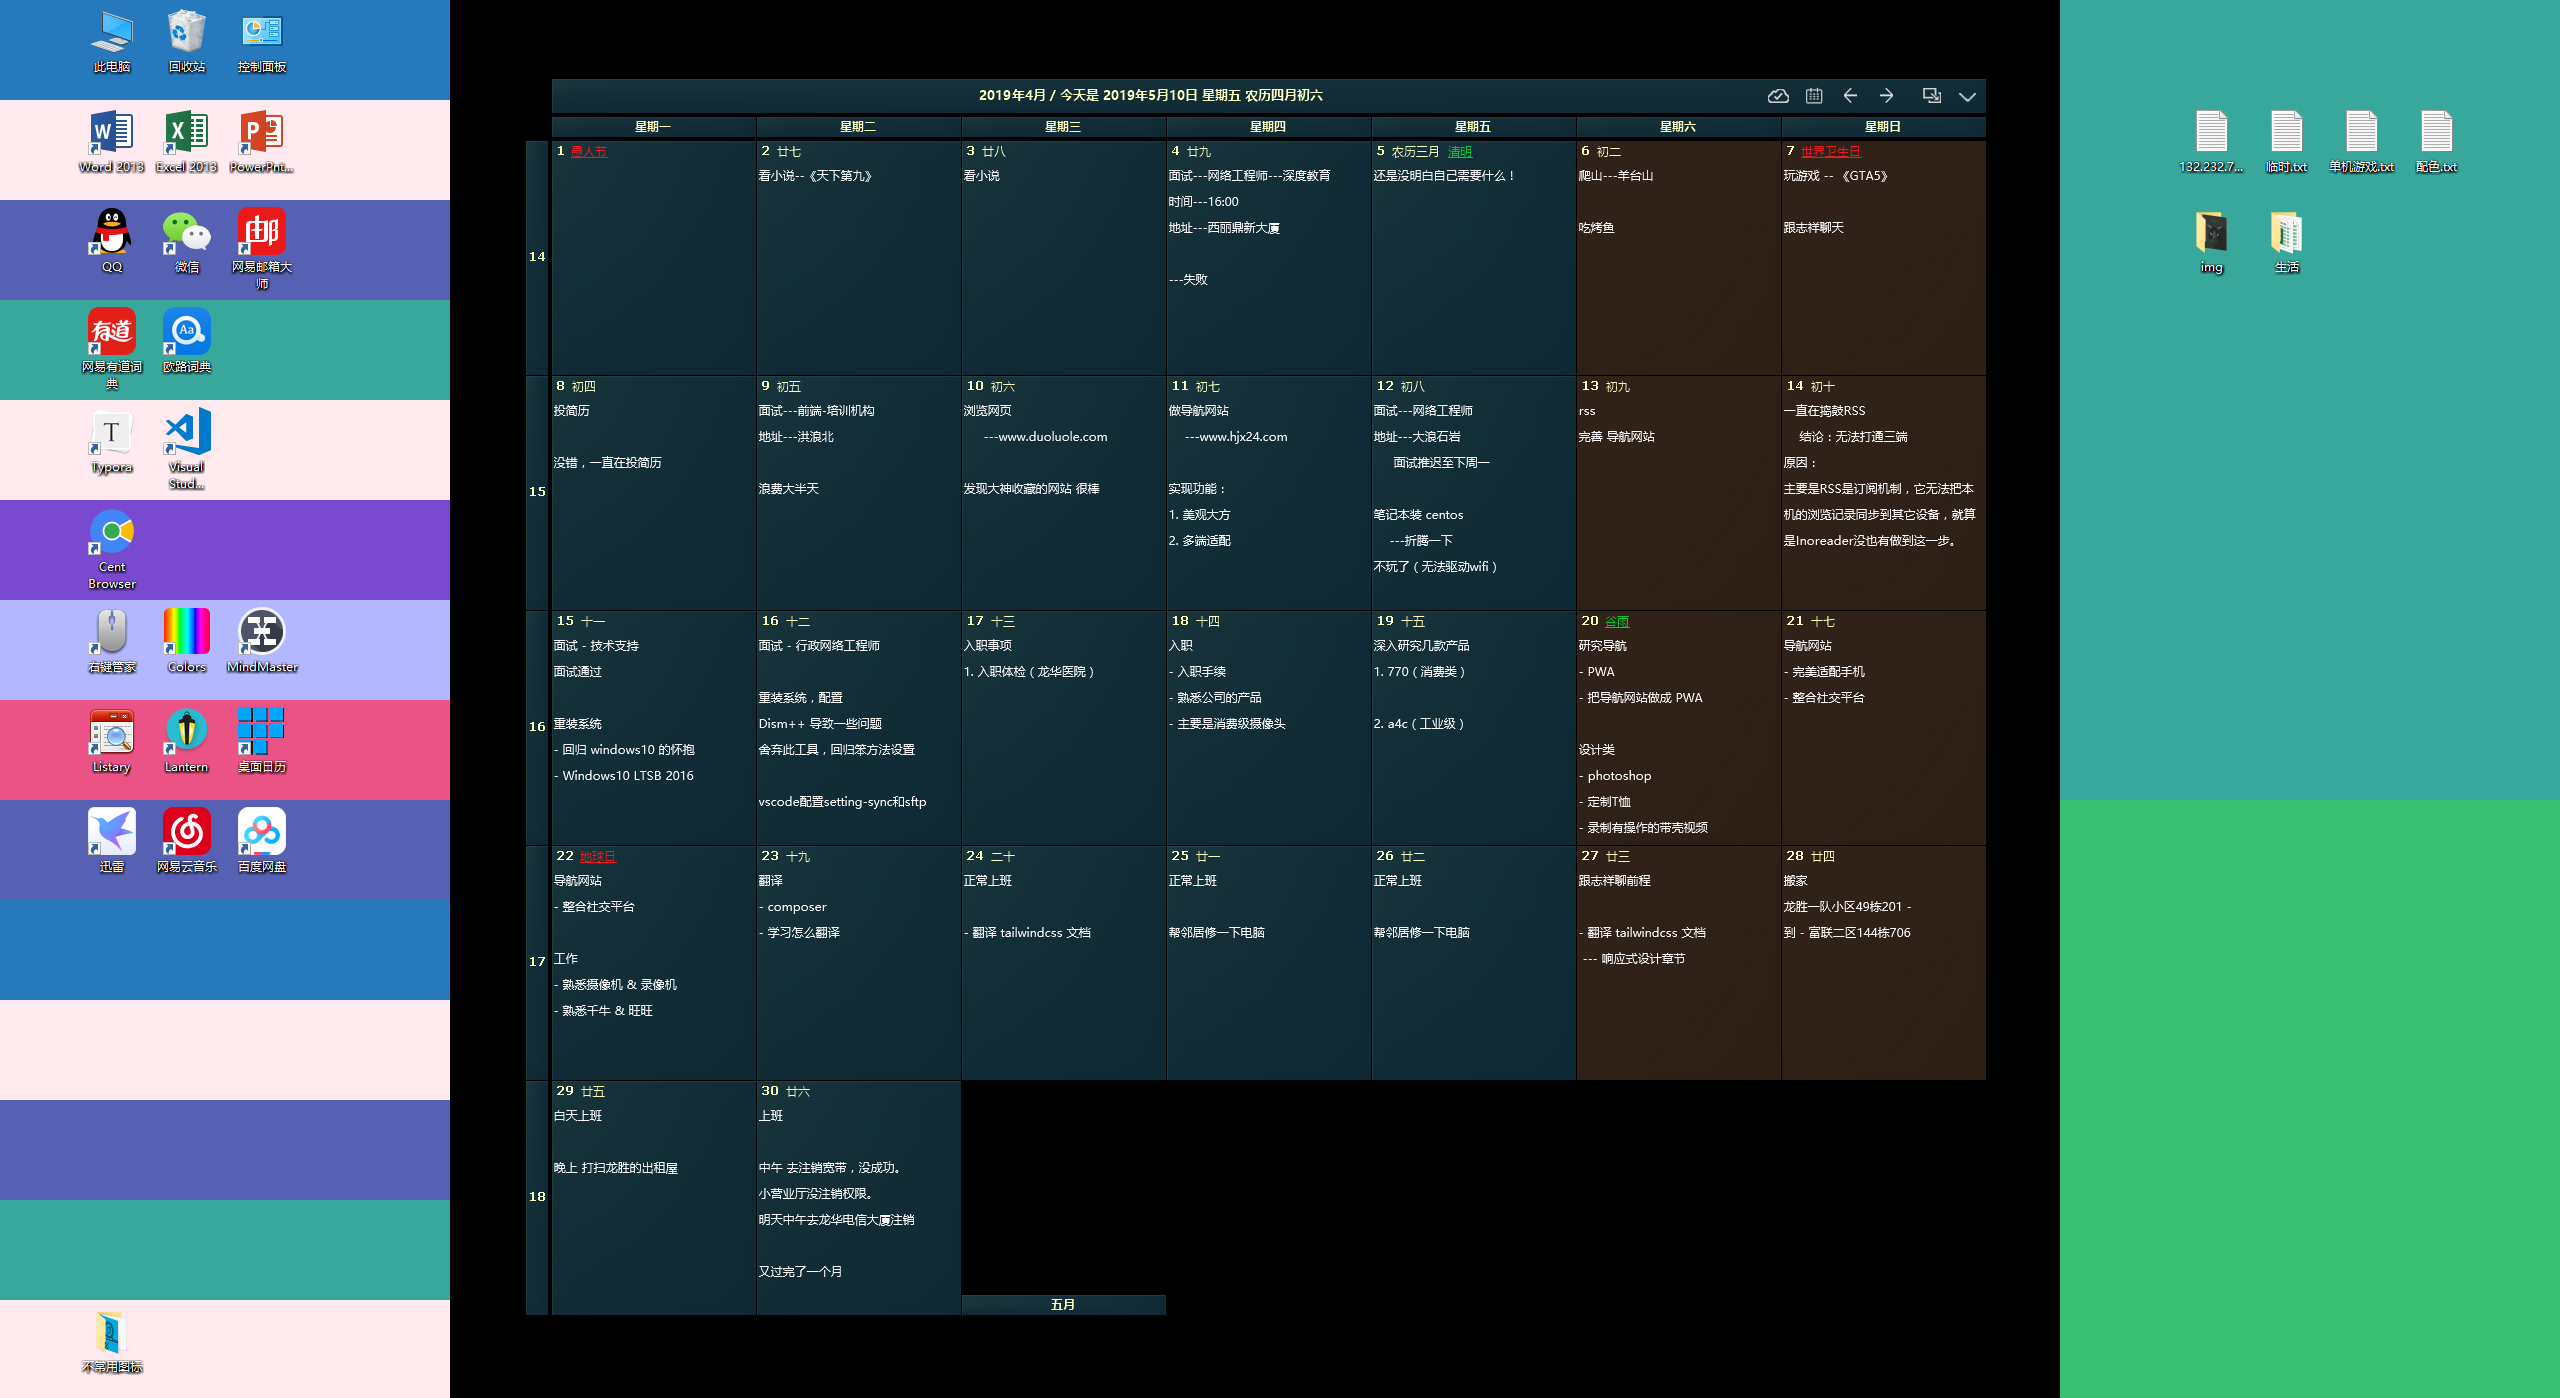 此电脑
回收站
控制面板
Word 2013
Excel 2013
PowerPnt...
QQ
微信
网易邮箱大师
网易有道词典
欧路词典
Typora
Visual Stud...
Cent Browser
右键管家
Colors
MindMaster
Listary
Lantern
桌面日历
迅雷
网易云音乐
百度网盘
不常用图标
2019年4月 / 今天是 2019年5月10日 星期五 农历四月初六
星期一
星期二
星期三
星期四
星期五
星期六
星期日
14
1 愚人节
2 廿七
看小说--《天下第九》
3 廿八
看小说
4 廿九
面试---网络工程师---深度教育
时间---16:00
地址---西丽鼎新大厦
---失败
5 农历三月 清明
还是没明白自己需要什么！
6 初二
爬山---羊台山
吃烤鱼
7 世界卫生日
玩游戏 -- 《GTA5》
跟志祥聊天
15
8 初四
投简历
没错，一直在投简历
9 初五
面试---前端-培训机构
地址---洪浪北
浪费大半天
10 初六
浏览网页
---www.duoluole.com
发现大神收藏的网站 很棒
11 初七
做导航网站
---www.hjx24.com
实现功能：
1. 美观大方
2. 多端适配
12 初八
面试---网络工程师
地址---大浪石岩
面试推迟至下周一
笔记本装 centos
---折腾一下
不玩了（无法驱动wifi）
13 初九
rss
完善 导航网站
14 初十
一直在捣鼓RSS
结论：无法打通三端
原因：
主要是RSS是订阅机制，它无法把本
机的浏览记录同步到其它设备，就算
是Inoreader没也有做到这一步。
16
15 十一
面试 - 技术支持
面试通过
重装系统
- 回归 windows10 的怀抱
- Windows10 LTSB 2016
16 十二
面试 - 行政网络工程师
重装系统，配置
Dism++ 导致一些问题
舍弃此工具，回归笨方法设置
vscode配置setting-sync和sftp
17 十三
入职事项
1. 入职体检（龙华医院）
18 十四
入职
- 入职手续
- 熟悉公司的产品
- 主要是消费级摄像头
19 十五
深入研究几款产品
1. 770（消费类）
2. a4c（工业级）
20 谷雨
研究导航
- PWA
- 把导航网站做成 PWA
设计类
- photoshop
- 定制T恤
- 录制有操作的带壳视频
21 十七
导航网站
- 完美适配手机
- 整合社交平台
17
22 地球日
导航网站
- 整合社交平台
工作
- 熟悉摄像机 & 录像机
- 熟悉千牛 & 旺旺
23 十九
翻译
- composer
- 学习怎么翻译
24 二十
正常上班
- 翻译 tailwindcss 文档
25 廿一
正常上班
帮邻居修一下电脑
26 廿二
正常上班
帮邻居修一下电脑
27 廿三
跟志祥聊前程
- 翻译 tailwindcss 文档
--- 响应式设计章节
28 廿四
搬家
龙胜一队小区49栋201 -
到 - 富联二区144栋706
18
29 廿五
白天上班
晚上 打扫龙胜的出租屋
30 廿六
上班
中午 去注销宽带，没成功。
小营业厅没注销权限。
明天中午去龙华电信大厦注销
又过完了一个月
五月
132.232.7...
临时.txt
单机游戏.txt
配色.txt
img
生活